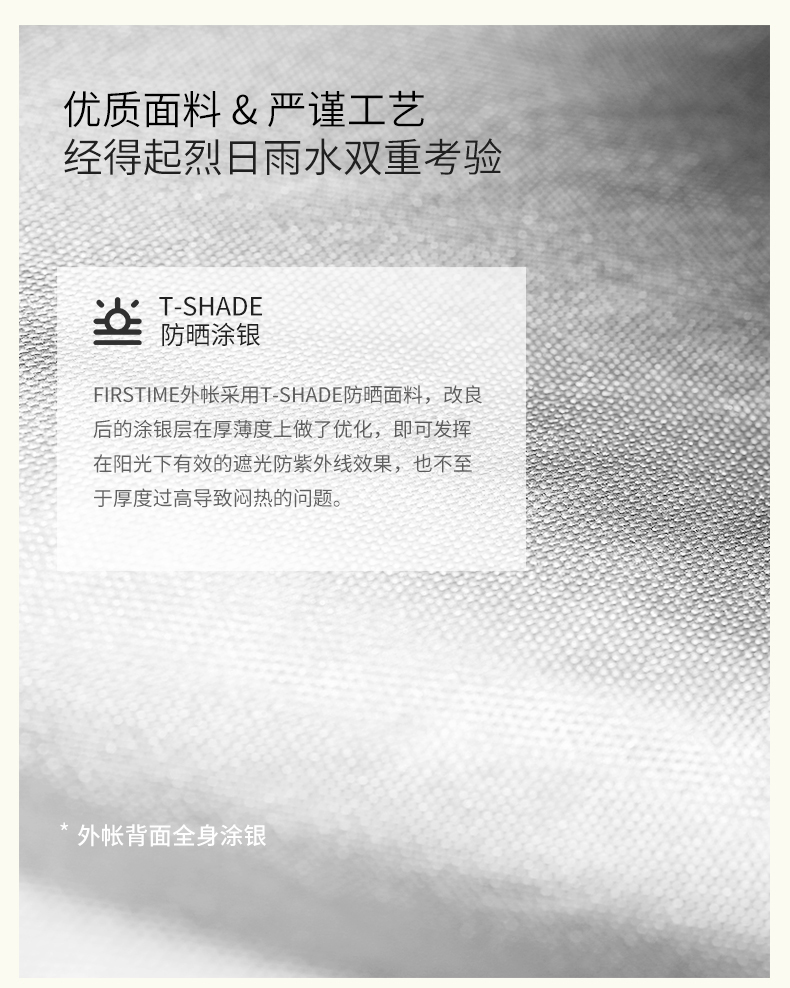 优质面料 & 严谨工艺
经得起烈日雨水双重考验
T-SHADE
防晒涂银
FIRSTIME外帐采用T-SHADE防晒面料，改良
后的涂银层在厚薄度上做了优化，即可发挥
在阳光下有效的遮光防紫外线效果，也不至
于厚度过高导致闷热的问题。
* 外帐背面全身涂银